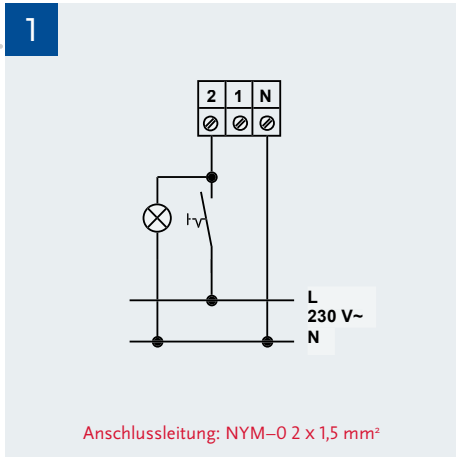 1
2 1 N
L
230 V~
N
Anschlussleitung: NYM–0 2 x 1,5 mm²